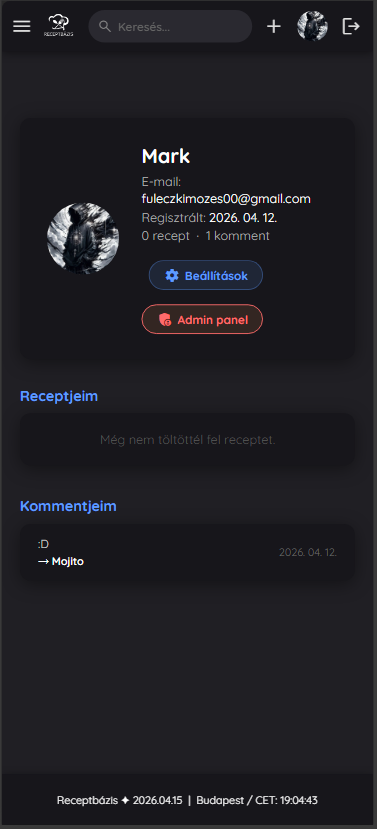 RECEPTBÁZIS
Keresés...
Mark
E-mail:
fuleczkimozes00@gmail.com
Regisztrált: 2026. 04. 12.
0 recept · 1 komment
Beállítások
Admin panel
Receptjeim
Még nem töltöttél fel receptet.
Kommentjeim
:D
→ Mojito
2026. 04. 12.
Receptbázis ✦ 2026.04.15 | Budapest / CET: 19:04:43